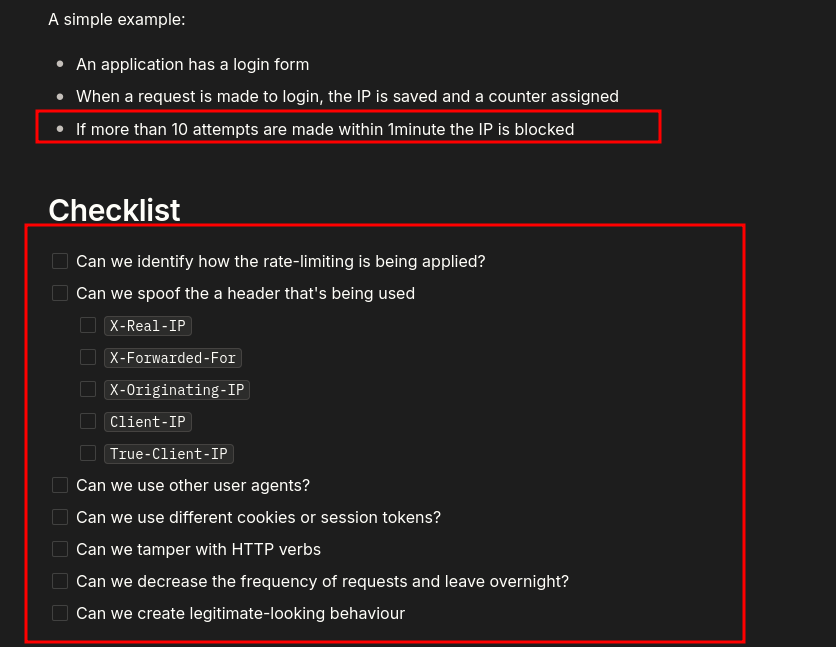 A simple example:
An application has a login form
When a request is made to login, the IP is saved and a counter assigned
If more than 10 attempts are made within 1minute the IP is blocked
Checklist
Can we identify how the rate-limiting is being applied?
Can we spoof the a header that's being used
X-Real-IP
X-Forwarded-For
X-Originating-IP
Client-IP
True-Client-IP
Can we use other user agents?
Can we use different cookies or session tokens?
Can we tamper with HTTP verbs
Can we decrease the frequency of requests and leave overnight?
Can we create legitimate-looking behaviour